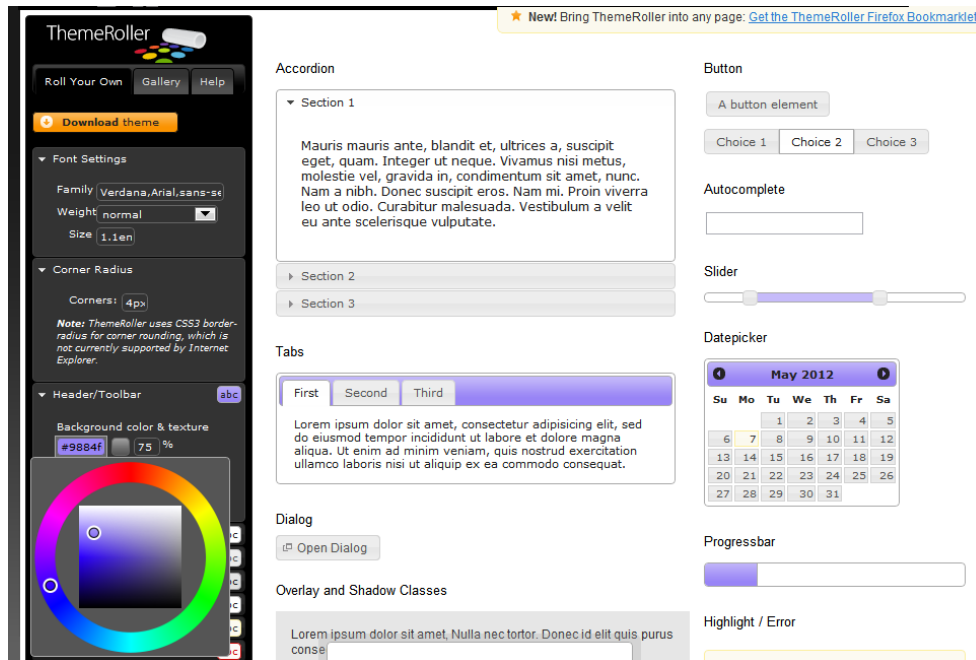 New! Bring ThemeRoller into any page: Get the ThemeRoller Firefox Bookmarklet
ThemeRoller
Roll Your Own Gallery Help
Download theme
Font Settings
Family Verdana,Arial,sans-se
Weight normal
Size 1.1em
Corner Radius
Corners: 4px
Note: ThemeRoller uses CSS3 border-
radius for corner rounding, which is
not currently supported by Internet
Explorer.
Header/Toolbar abc
Background color & texture
#9884f 75 %
Accordion
Section 1
Mauris mauris ante, blandit et, ultrices a, suscipit
eget, quam. Integer ut neque. Vivamus nisi metus,
molestie vel, gravida in, condimentum sit amet, nunc.
Nam a nibh. Donec suscipit eros. Nam mi. Proin viverra
leo ut odio. Curabitur malesuada. Vestibulum a velit
eu ante scelerisque vulputate.
Section 2
Section 3
Tabs
First Second Third
Lorem ipsum dolor sit amet, consectetur adipisicing elit, sed
do eiusmod tempor incididunt ut labore et dolore magna
aliqua. Ut enim ad minim veniam, quis nostrud exercitation
ullamco laboris nisi ut aliquip ex ea commodo consequat.
Dialog
Open Dialog
Overlay and Shadow Classes
Lorem ipsum dolor sit amet, Nulla nec tortor. Donec id elit quis purus
conse
Button
A button element
Choice 1 Choice 2 Choice 3
Autocomplete
Slider
Datepicker
May 2012
Su Mo Tu We Th Fr Sa
1 2 3 4 5
6 7 8 9 10 11 12
13 14 15 16 17 18 19
20 21 22 23 24 25 26
27 28 29 30 31
Progressbar
Highlight / Error